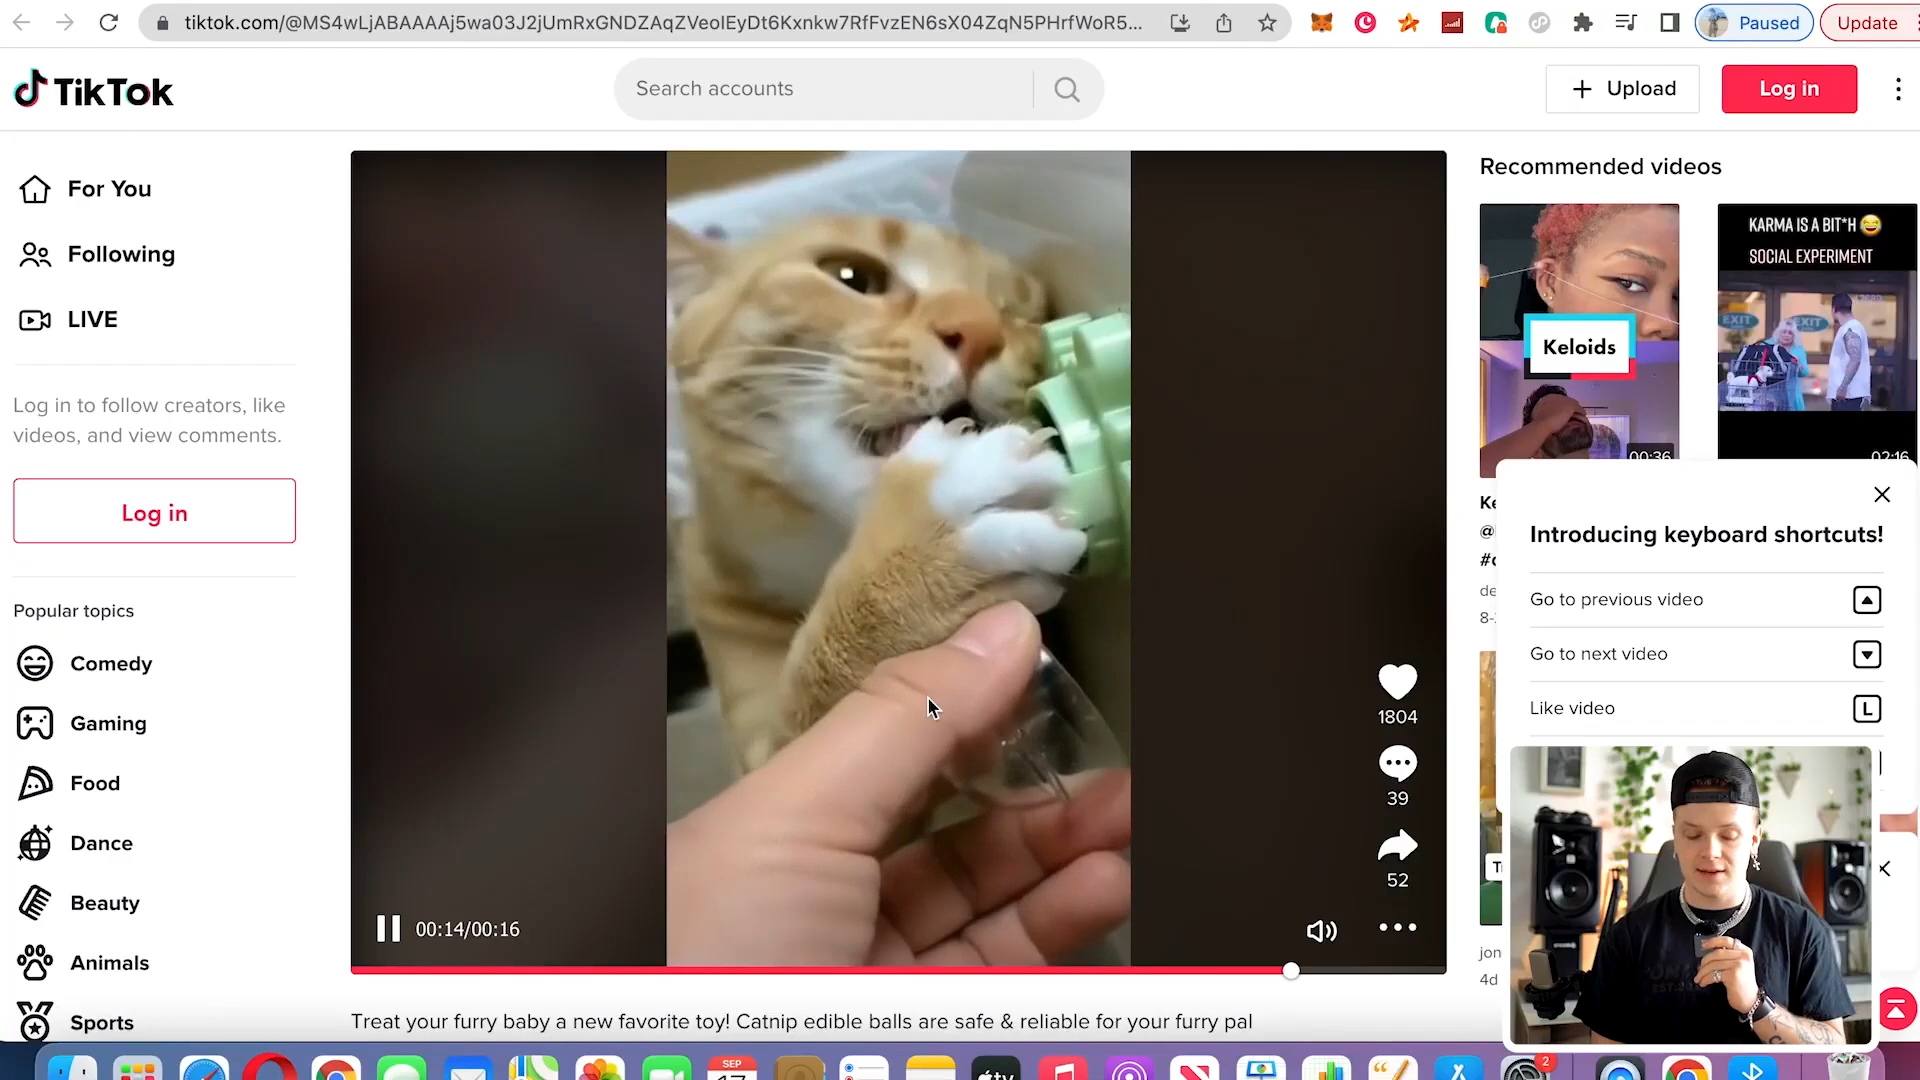 tiktok.com/@MS4wLjABAAAAj5wa03J2jUmRxGNDZAqZVeolEyDt6Kxnkw7RfFvzEN6sX04ZqN5PHrfWoR5...
Paused
Update
TikTok
Search accounts
Upload
Log in
For You
Following
LIVE
Log in to follow creators, like
videos, and view comments.
Log in
Popular topics
Comedy
Gaming
Food
Dance
Beauty
Animals
Sports
1804
39
52
00:14/00:16
Treat your furry baby a new favorite toy! Catnip edible balls are safe & reliable for your furry pal
Recommended videos
Keloids
00:36
KARMA IS A BIT*H 😂
SOCIAL EXPERIMENT
EXIT
EXIT
02:16
Introducing keyboard shortcuts!
Go to previous video
Go to next video
Like video
L
jon
4d
SEP
17
tv
2